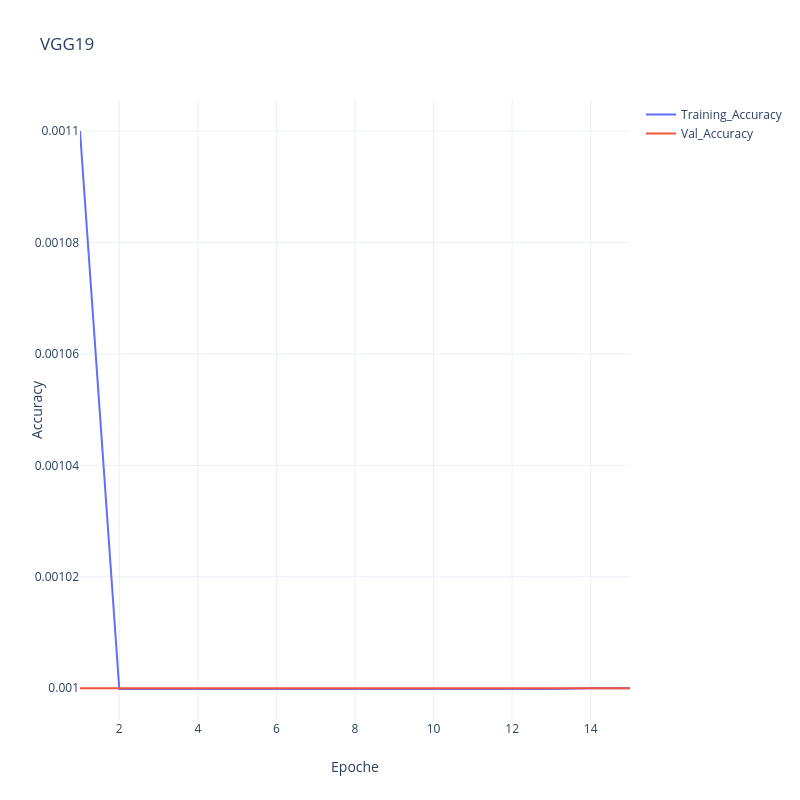 VGG19
Training_Accuracy
Val_Accuracy
0.0011
0.00108
0.00106
0.00104
0.00102
0.001
Accuracy
2 4 6 8 10 12 14
Epoche